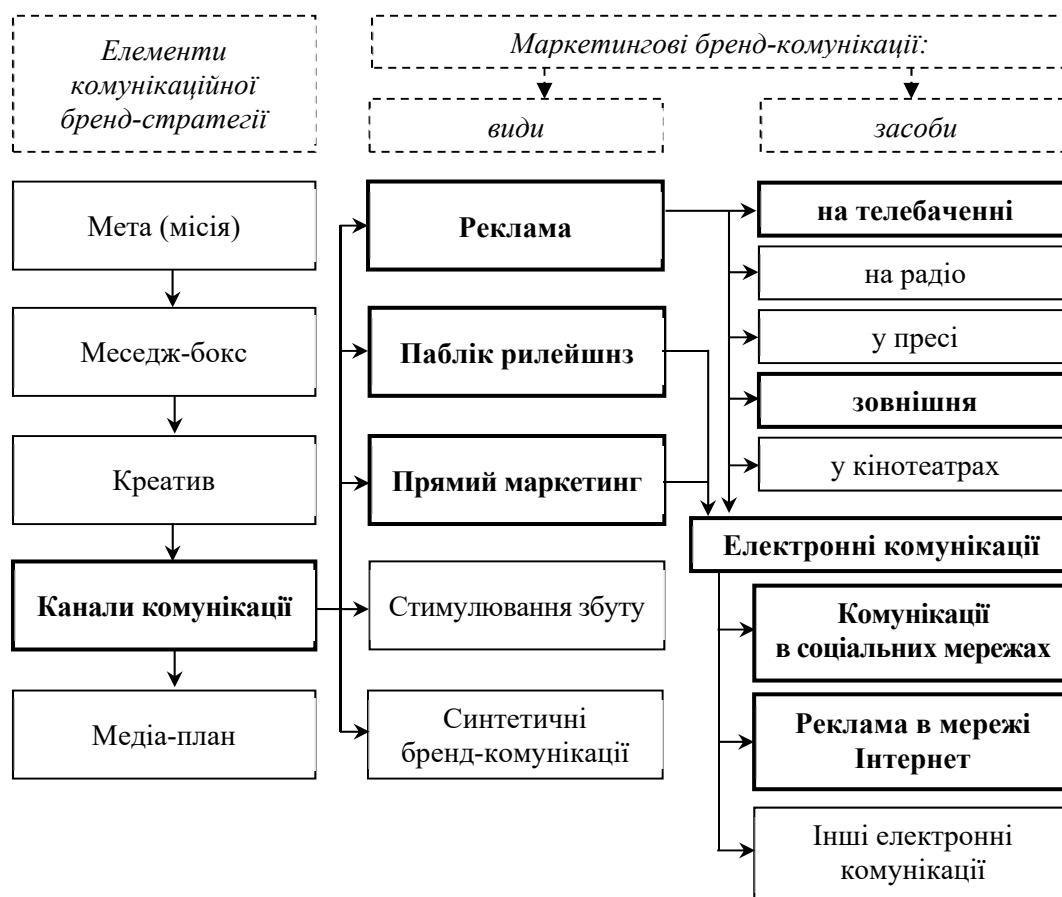 Елементи
комунікаційної
бренд-стратегії
Маркетингові бренд-комунікації:
види
засоби
Мета (місія)
Меседж-бокс
Креатив
Канали комунікації
Медіа-план
Реклама
Паблік рилейшнз
Прямий маркетинг
Стимулювання збуту
Синтетичні
бренд-комунікації
на телебаченні
на радіо
у пресі
зовнішня
у кінотеатрах
Електронні комунікації
Комунікації
в соціальних мережах
Реклама в мережі
Інтернет
Інші електронні
комунікації